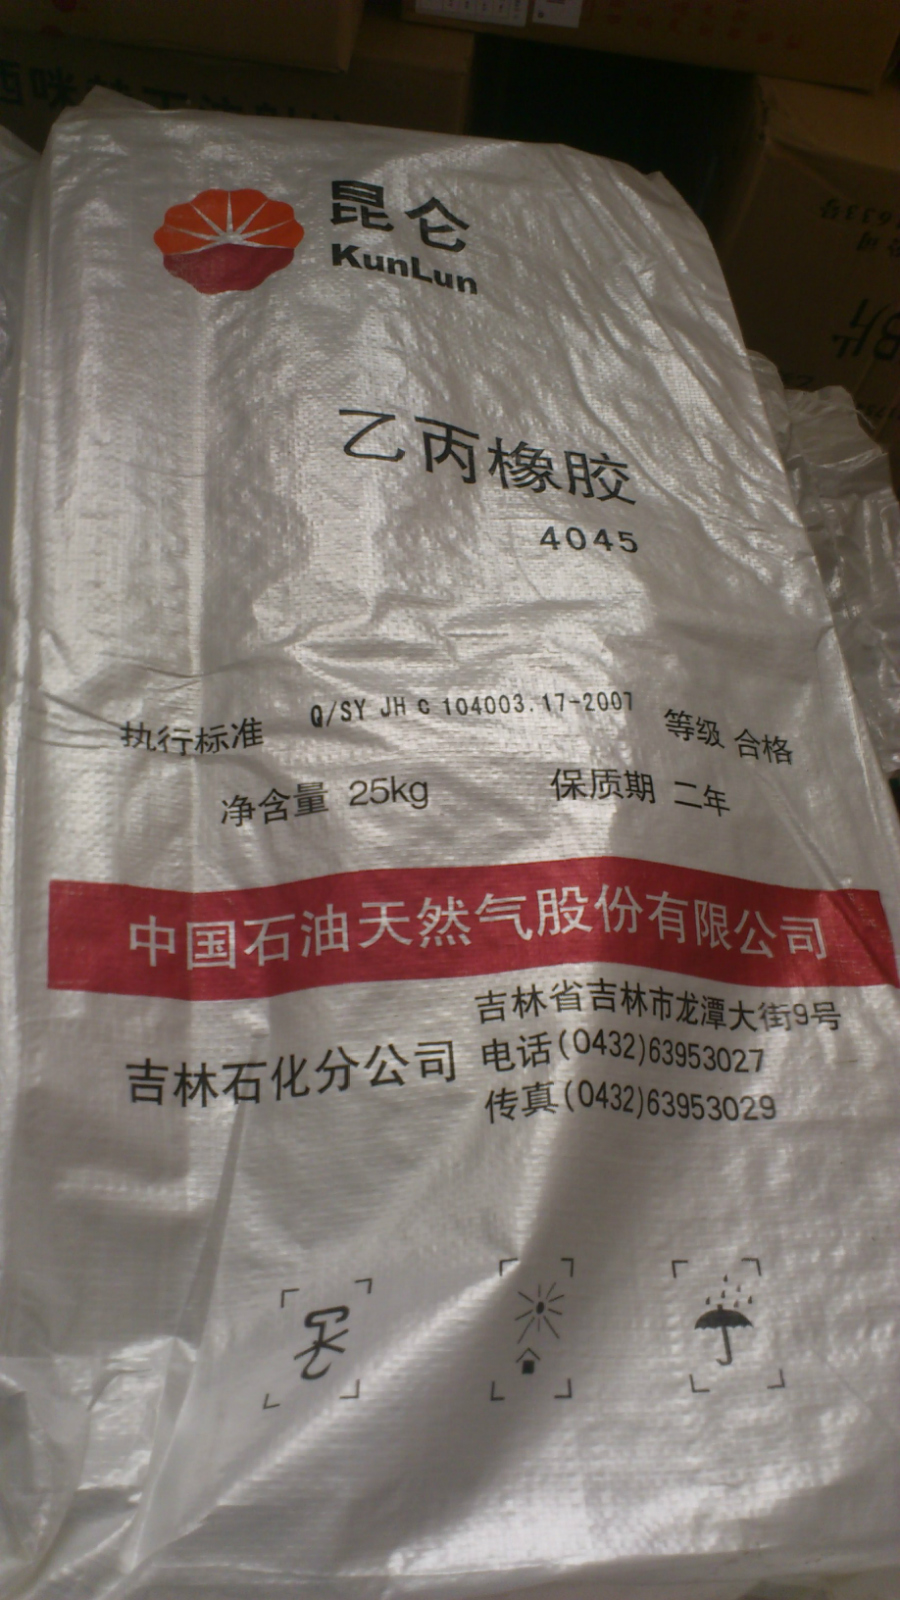 昆仑
KunLun
乙丙橡胶
4045
执行标准 Q/SY JH C 104003.17-2007 等级 合格
净含量 25kg 保质期 二年
中国石油天然气股份有限公司
吉林石化分公司
吉林省吉林市龙潭大街9号
电话(0432)63953027
传真(0432)63953029